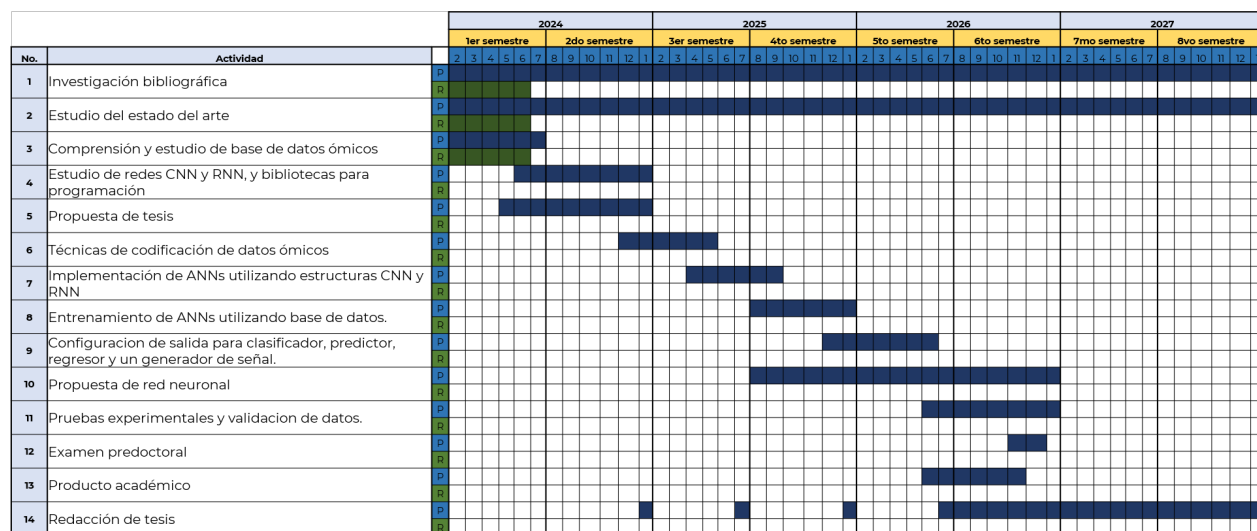 2024 2025 2026 2027
1er semestre 2do semestre 3er semestre 4to semestre 5to semestre 6to semestre 7mo semestre 8vo semestre
No. Actividad 2 3 4 5 6 7 8 9 10 11 12 1 2 3 4 5 6 7 8 9 10 11 12 1 2 3 4 5 6 7 8 9 10 11 12 1 2 3 4 5 6 7 8 9 10 11 12
1 Investigación bibliográfica P
R
2 Estudio del estado del arte P
R
3 Comprensión y estudio de base de datos ómicos P
R
4 Estudio de redes CNN y RNN, y bibliotecas para P
programación R
5 Propuesta de tesis P
R
6 Técnicas de codificación de datos ómicos P
R
7 Implementación de ANNs utilizando estructuras CNN y P
RNN R
8 Entrenamiento de ANNs utilizando base de datos. P
R
9 Configuracion de salida para clasificador, predictor, P
regresor y un generador de señal. R
10 Propuesta de red neuronal P
R
11 Pruebas experimentales y validacion de datos. P
R
12 Examen predoctoral P
R
13 Producto académico P
R
14 Redacción de tesis P
R